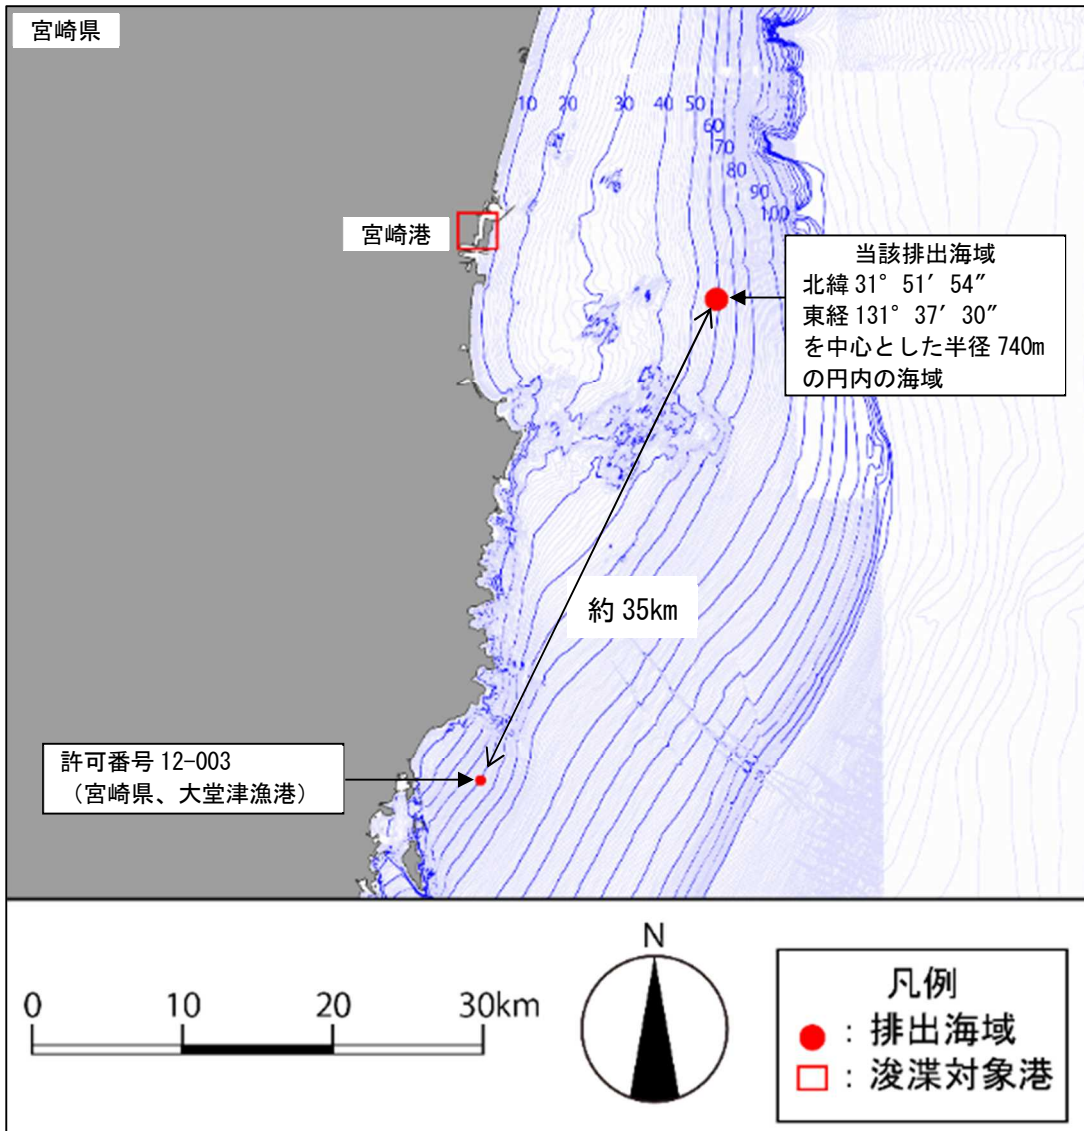 宮崎県
10 20 30 40 50
60
70
80
90
100
宮崎港
当該排出海域
北緯 31° 51′ 54″
東経 131° 37′ 30″
を中心とした半径 740m
の円内の海域
約 35km
許可番号 12-003
（宮崎県、大堂津漁港）
0 10 20 30km
N
凡例
：排出海域
：浚渫対象港